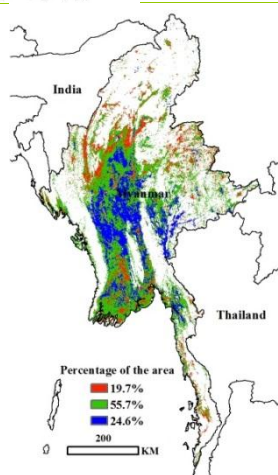 India
Myanmar
Thailand
Percentage of the area
19.7%
55.7%
24.6%
200
KM